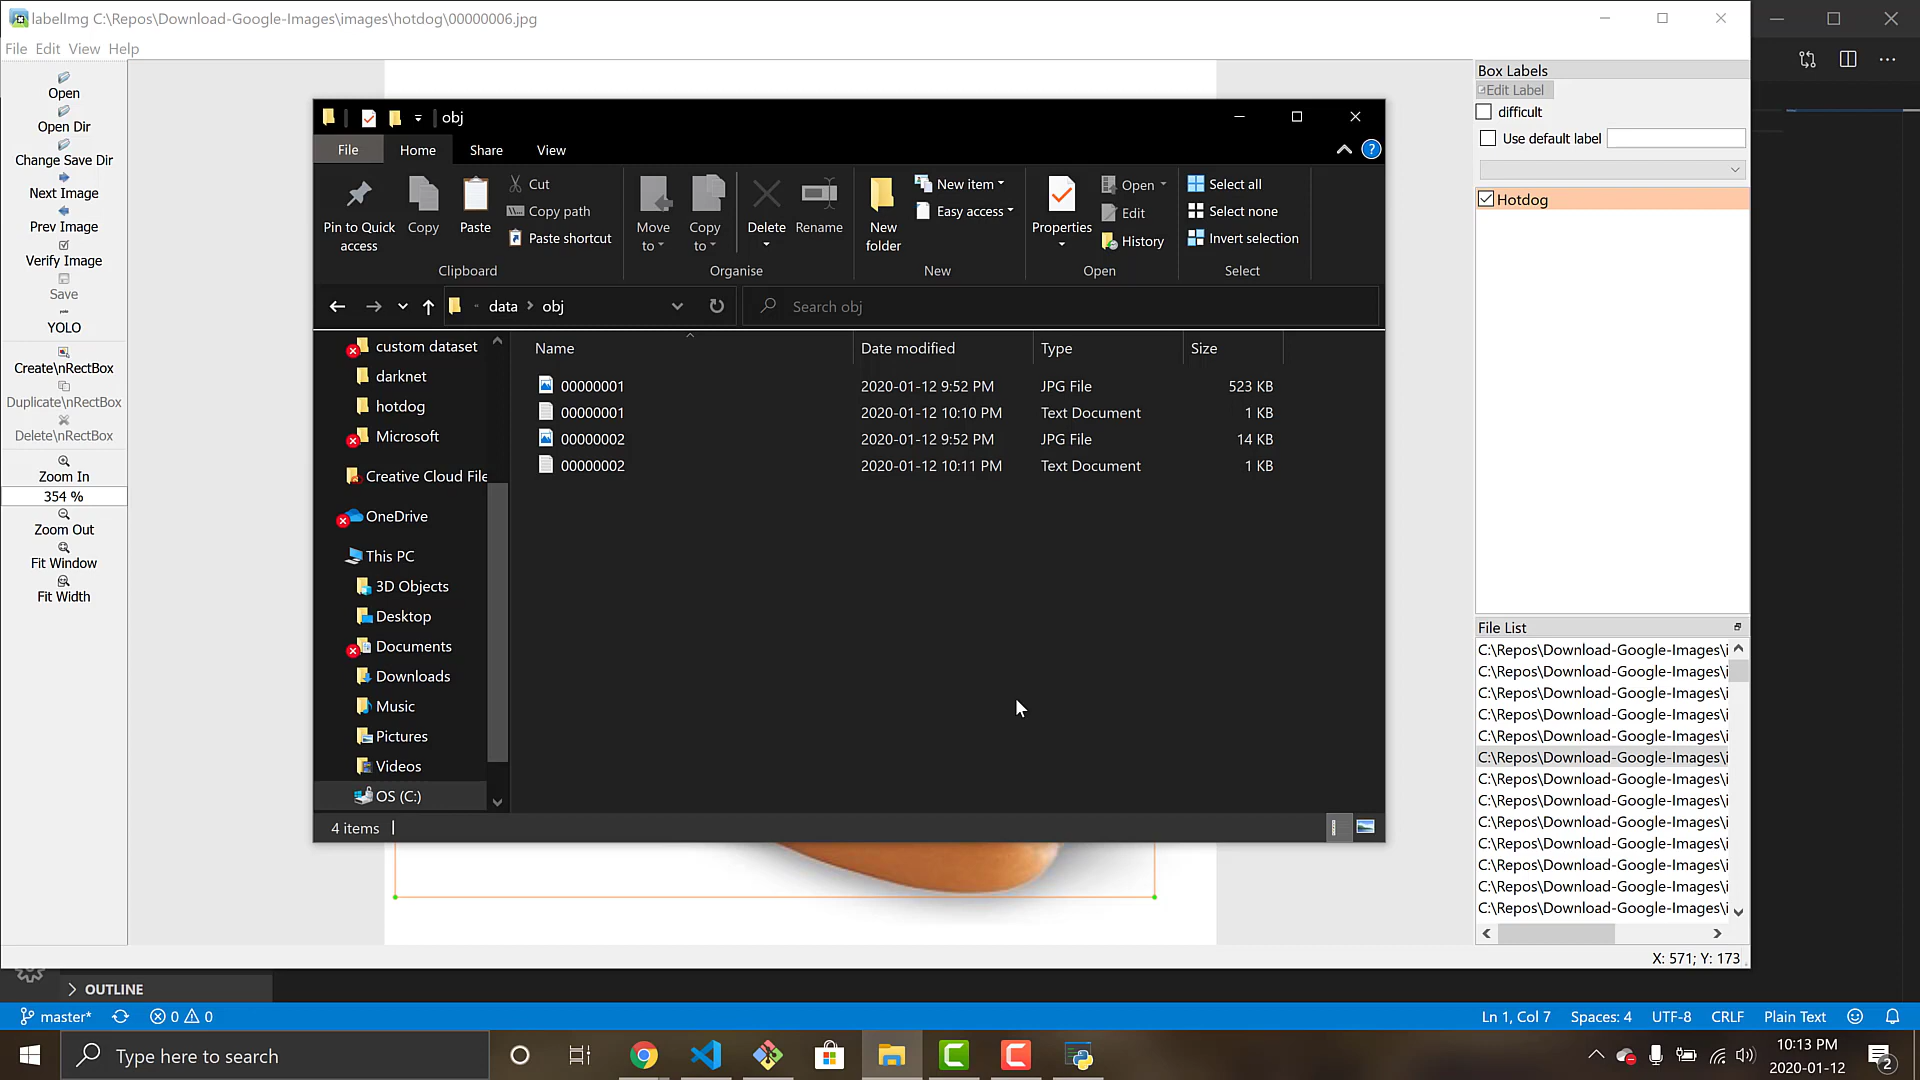 labelImg C:\Repos\Download-Google-Images\images\hotdog\00000006.jpg
File Edit View Help
Open
Open Dir
Change Save Dir
Next Image
Prev Image
Verify Image
Save
YOLO
Create\nRectBox
Duplicate\nRectBox
Delete\nRectBox
Zoom In
354 %
Zoom Out
Fit Window
Fit Width
obj
File Home Share View
Pin to Quick access
Copy
Paste
Cut
Copy path
Paste shortcut
Clipboard
Move to
Copy to
Delete
Rename
Organise
New folder
New item
Easy access
New
Properties
Open
Edit
History
Open
Select all
Select none
Invert selection
Select
data > obj
Search obj
custom dataset
darknet
hotdog
Microsoft
Creative Cloud File
OneDrive
This PC
3D Objects
Desktop
Documents
Downloads
Music
Pictures
Videos
OS (C:)
Name Date modified Type Size
00000001 2020-01-12 9:52 PM JPG File 523 KB
00000001 2020-01-12 10:10 PM Text Document 1 KB
00000002 2020-01-12 9:52 PM JPG File 14 KB
00000002 2020-01-12 10:11 PM Text Document 1 KB
4 items
Box Labels
Edit Label
difficult
Use default label
Hotdog
File List
C:\Repos\Download-Google-Images\i
C:\Repos\Download-Google-Images\i
C:\Repos\Download-Google-Images\i
C:\Repos\Download-Google-Images\i
C:\Repos\Download-Google-Images\i
C:\Repos\Download-Google-Images\i
C:\Repos\Download-Google-Images\i
C:\Repos\Download-Google-Images\i
C:\Repos\Download-Google-Images\i
C:\Repos\Download-Google-Images\i
C:\Repos\Download-Google-Images\i
C:\Repos\Download-Google-Images\i
C:\Repos\Download-Google-Images\i
X: 571; Y: 173
OUTLINE
master* 0 0
Ln 1, Col 7 Spaces: 4 UTF-8 CRLF Plain Text
Type here to search
10:13 PM
2020-01-12
2